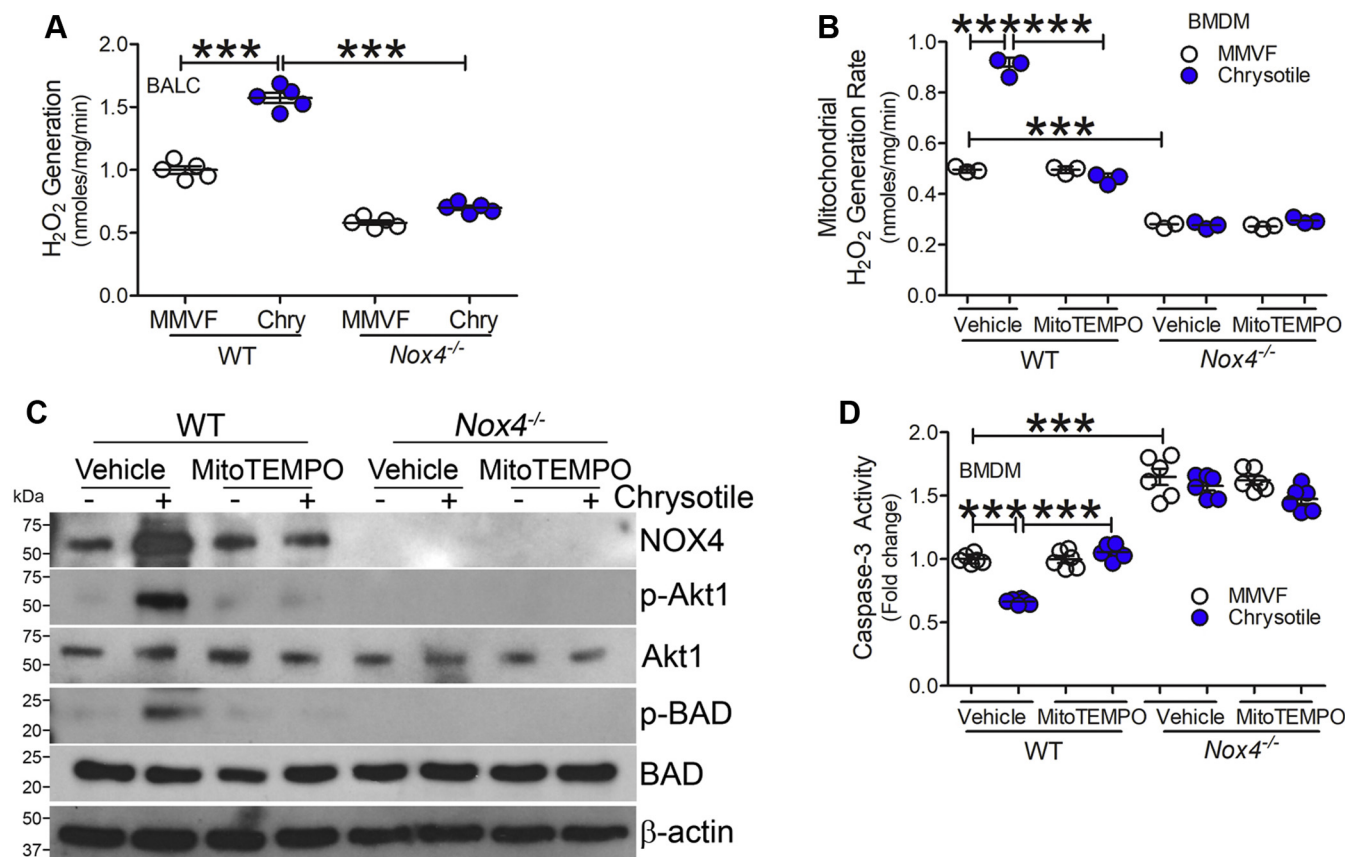 A
H2O2 Generation
(nmoles/mg/min)
2.0
1.5
1.0
0.5
0.0
BALC
*** ***
MMVF Chry MMVF Chry
WT Nox4-/-
B
Mitochondrial
H2O2 Generation Rate
(nmoles/mg/min)
1.0
0.8
0.6
0.4
0.2
0.0
******
***
BMDM
MMVF
Chrysotile
Vehicle MitoTEMPO Vehicle MitoTEMPO
WT Nox4-/-
C
WT Nox4-/-
Vehicle MitoTEMPO Vehicle MitoTEMPO
kDa - + - + - + - + Chrysotile
75
50
NOX4
75
50
p-Akt1
75
50
Akt1
25
20
p-BAD
25
20
BAD
50
37
β-actin
D
Caspase-3 Activity
(Fold change)
2.0
1.5
1.0
0.5
0.0
***
BMDM
******
MMVF
Chrysotile
Vehicle MitoTEMPO Vehicle MitoTEMPO
WT Nox4-/-